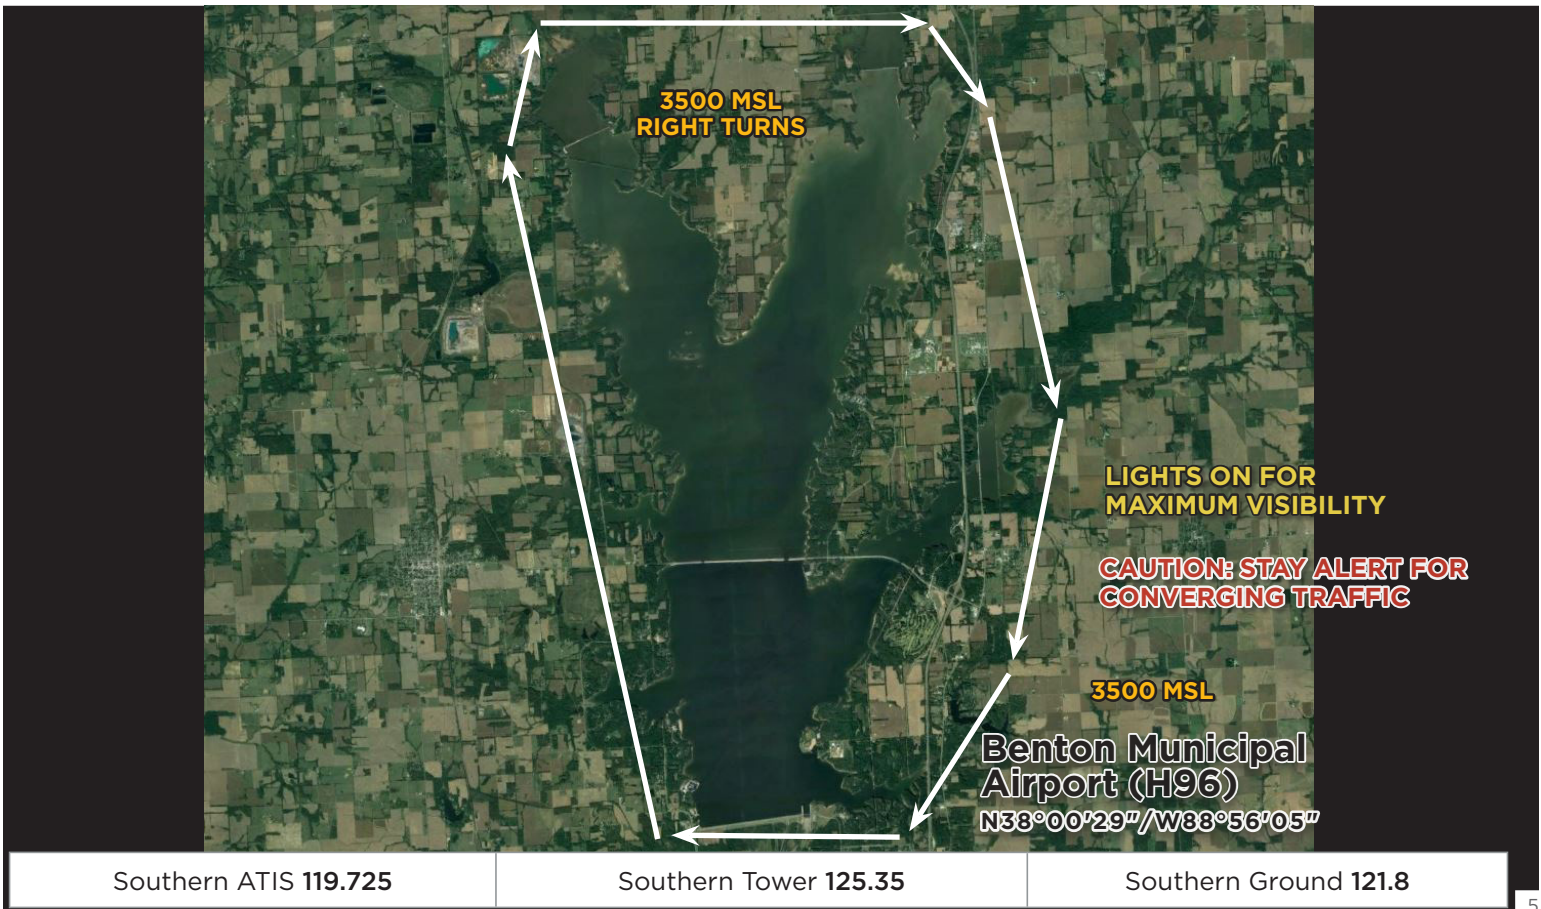 3500 MSL
RIGHT TURNS
LIGHTS ON FOR
MAXIMUM VISIBILITY
CAUTION: STAY ALERT FOR
CONVERGING TRAFFIC
3500 MSL
Benton Municipal
Airport (H96)
N38°00'29"/W88°56'05"
Southern ATIS 119.725
Southern Tower 125.35
Southern Ground 121.8
5